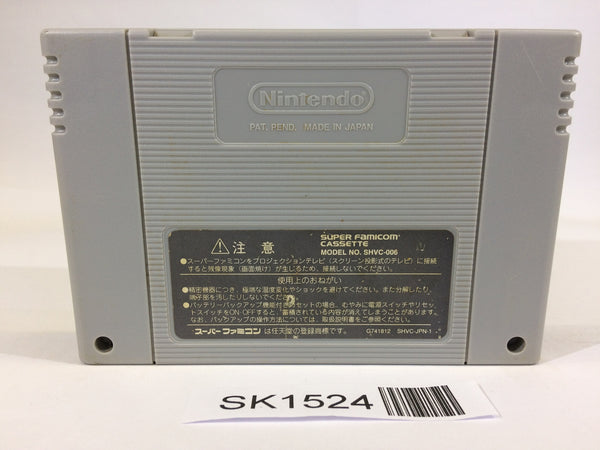 Nintendo
PAT. PEND. MADE IN JAPAN
⚠注意
SUPER FAMICOM
CASSETTE
MODEL NO. SHVC-006
●スーパーファミコンをプロジェクションテレビ（スクリーン投影式のテレビ）に接続
すると残像現象（画面焼け）が生じるため、接続しないでください。
使用上のおねがい
●精密機器につき、極端な温度変化やショックを避けてください。また分解したり、
端子部を汚したりしないでください。
●バッテリーバックアップ機能付きカセットの場合、むやみに電源スイッチやリセッ
トスイッチをON・OFFすると、蓄積されている内容が消えてしまうことがあります。
なお、バックアップの操作方法については、取扱説明書をご参照ください。
スーパーファミコンは任天堂の登録商標です。
G741812 SHVC-JPN-1
SK1524